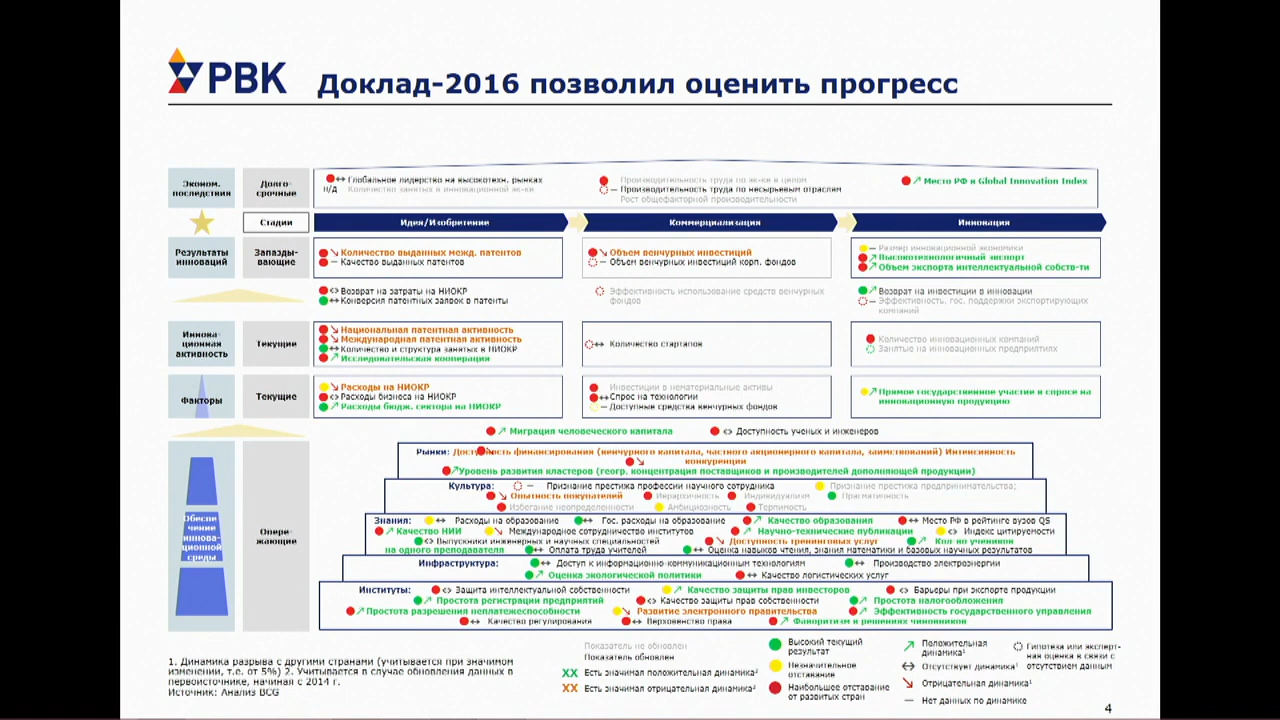 РВК
Доклад-2016 позволил оценить прогресс
Эконом. последствия
Долго-срочные
Глобальное лидерство на высокотехн. рынках
Н/Д Количество занятых в инновационной эк-ки
Производительность труда по эк-ки в целом
Производительность труда по несырьевым отраслям
Рост общефакторной производительности
Место РФ в Global Innovation Index
Стадии
Идея/Изобретение
Коммерциализация
Инновация
Результаты инноваций
Запазды-вающие
Количество выданных межд. патентов
Качество выданных патентов
Объем венчурных инвестиций
Объем венчурных инвестиций корп. фондов
Размер инновационной экономики
Высокотехнологичный экспорт
Объем экспорта интеллектуальной собств-ти
Возврат на затраты на НИОКР
Конверсия патентных заявок в патенты
Эффективность использование средств венчурных
фондов
Возврат на инвестиции в инновации
Эффективность, гос. поддержки экспортирующих
компаний
Иннова-
ционная
активность
Текущие
Национальная патентная активность
Международная патентная активность
Количество и структура занятых в НИОКР
Исследовательская кооперация
Количество стартапов
Количество инновационных компаний
Занятые на инновационных предприятиях
Факторы
Текущие
Расходы на НИОКР
Расходы бизнеса на НИОКР
Расходы бюдж. сектора на НИОКР
Инвестиции в нематериальные активы
Спрос на технологии
Доступные средства венчурных фондов
Прямое государственное участие и спросе на
инновационную продукцию
Миграция человеческого капитала
Доступность ученых и инженеров
Обеспе-
чение
иннова-
ционной
среды
Опере-
жающие
Рынки: Доступность финансирования (венчурного капитала, частного акционерного капитала, заимствований) Интенсивность
конкуренции
Уровень развития кластеров (геогр. концентрация поставщиков и производителей дополняющей продукции)
Культура: Признание престижа профессии научного сотрудника Признание престижа предпринимательства;
Опытность покупателей Иерархичность Индивидуализм Прагматичность
Избегание неопределенности Амбициозность Терпимость
Знания: Расходы на образование Гос. расходы на образование Качество образования Место РФ в рейтинге вузов QS
Качество НИИ Международное сотрудничество институтов Научно-технические публикации Индекс цитируемости
Выпускники инженерных и научных специальностей Доступность тренинговых услуг Кол-во учеников
на одного преподавателя Оплата труда учителей Оценка навыков чтения, знания математики и базовых научных результатов
Инфраструктура: Доступ к информационно-коммуникационным технологиям Производство электроэнергии
Оценка экологической политики Качество логистических услуг
Институты: Защита интеллектуальной собственности Качество защиты прав инвесторов Барьеры при экспорте продукции
Простота регистрации предприятий Качество защиты прав собственности Простота налогообложения
Простота разрешения неплатежеспособности Развитие электронного правительства Эффективность государственного управления
Качество регулирования Верховенство права Фаворитизм в решениях чиновников
1. Динамика разрыва с другими странами (учитывается при значимом
изменении, т.е. от 5%) 2. Учитывается в случае обновления данных в
первоисточнике, начиная с 2014 г.
Источник: Анализ BCG
Показатель не обновлен
Показатель обновлен
XX Есть значимая положительная динамика²
XX Есть значимая отрицательная динамика²
Высокий текущий
результат
Незначительное
отставание
Наибольшее отставание
от развитых стран
Положительная
динамика¹
Отсутствует динамика¹
Отрицательная динамика¹
Нет данных по динамике
Гипотеза или эксперт-
ная оценка в связи с
отсутствием данных
4